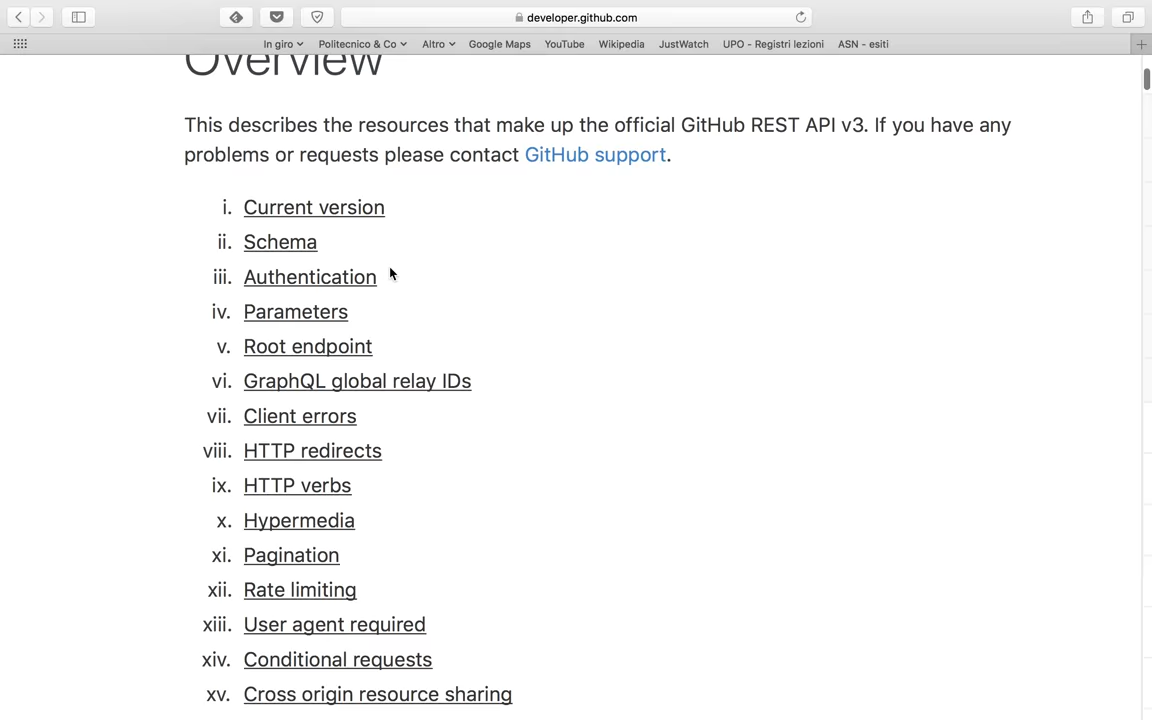 developer.github.com
In giro Politecnico & Co Altro Google Maps YouTube Wikipedia JustWatch UPO - Registri lezioni ASN - esiti
Overview
This describes the resources that make up the official GitHub REST API v3. If you have any
problems or requests please contact GitHub support.
i. Current version
ii. Schema
iii. Authentication
iv. Parameters
v. Root endpoint
vi. GraphQL global relay IDs
vii. Client errors
viii. HTTP redirects
ix. HTTP verbs
x. Hypermedia
xi. Pagination
xii. Rate limiting
xiii. User agent required
xiv. Conditional requests
xv. Cross origin resource sharing